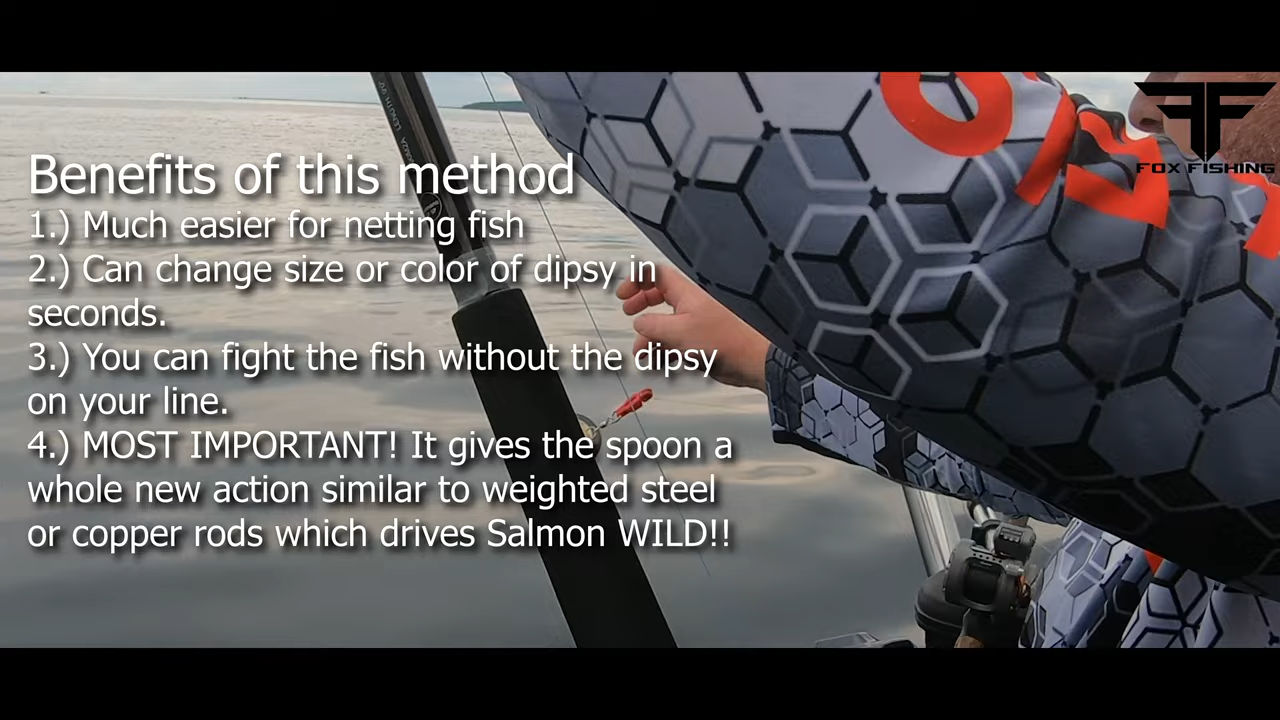 Benefits of this method
1.) Much easier for netting fish
2.) Can change size or color of dipsy in
seconds.
3.) You can fight the fish without the dipsy
on your line.
4.) MOST IMPORTANT! It gives the spoon a
whole new action similar to weighted steel
or copper rods which drives Salmon WILD!!
FF
FOX FISHING